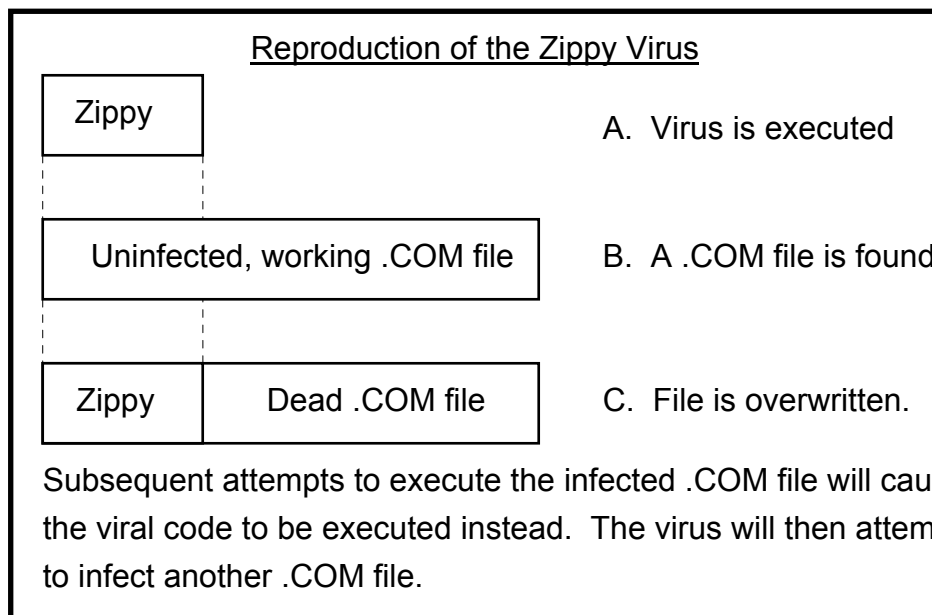 Reproduction of the Zippy Virus
Zippy
A. Virus is executed
Uninfected, working .COM file
B. A .COM file is found
Zippy
Dead .COM file
C. File is overwritten.
Subsequent attempts to execute the infected .COM file will cau
the viral code to be executed instead. The virus will then attem
to infect another .COM file.